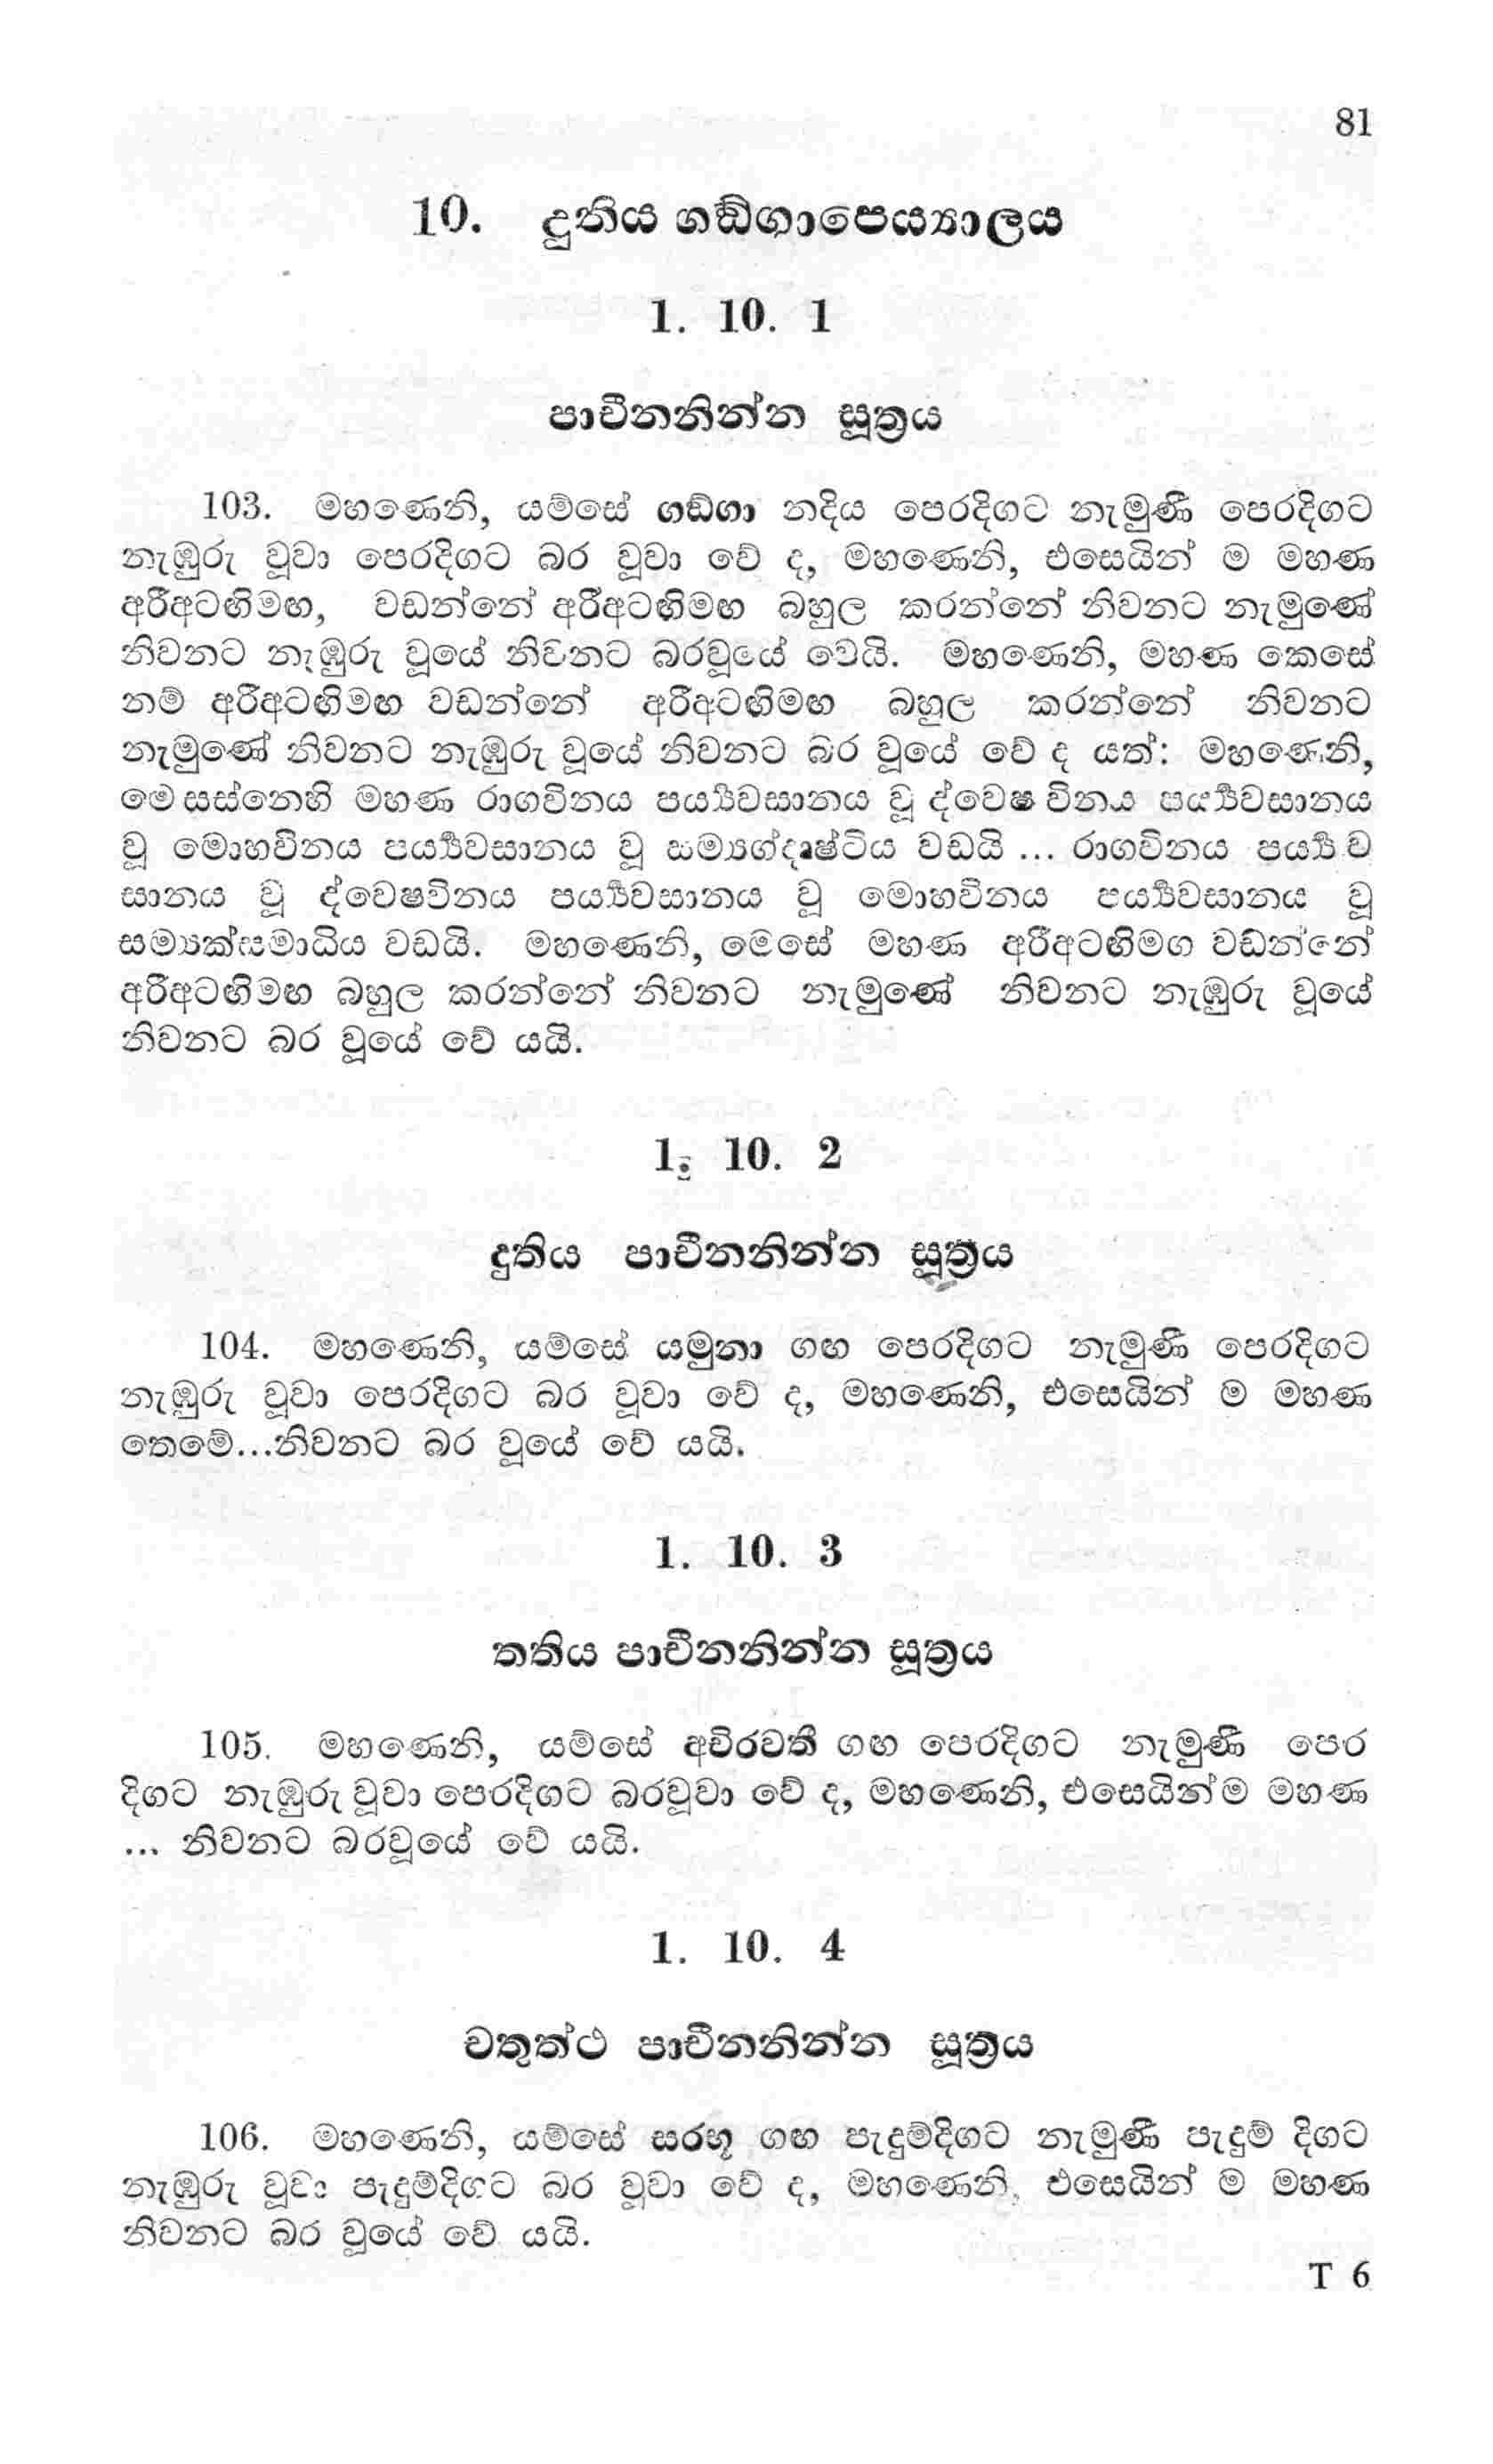 81
10. දුතිය ගඞ්ගාපෙය්‍යාලය
1. 10. 1
පාචීනනින්න සූත්‍රය
103. මහණෙනි, යම්සේ ගඞ්ගා නදිය පෙරදිගට නැමුණී පෙරදිගට
නැඹුරු වූවා පෙරදිගට බර වූවා වේ ද, මහණෙනි, එසෙයින් ම මහණ
අරීඅටඟිමඟ, වඩන්නේ අරීඅටඟිමඟ බහුල කරන්නේ නිවනට නැමුණේ
නිවනට නැඹුරු වූයේ නිවනට බරවූයේ වෙයි. මහණෙනි, මහණ කෙසේ
නම් අරීඅටඟිමඟ වඩන්නේ අරීඅටඟිමඟ බහුල කරන්නේ නිවනට
නැමුණේ නිවනට නැඹුරු වූයේ නිවනට බර වූයේ වේ ද යත්: මහණෙනි,
මෙ සස්නෙහි මහණ රාගවිනය පර්‍ය්‍යවසානය වූ ද්වෙෂ විනය පර්‍ය්‍යවසානය
වූ මොහවිනය පර්‍ය්‍යවසානය වූ සම්‍යග්දෘෂ්ටිය වඩයි ... රාගවිනය පර්‍ය්‍ය ව
සානය වූ ද්වෙෂවිනය පර්‍ය්‍යවසානය වූ මොහවිනය පර්‍ය්‍යවසානය වූ
සම්‍යක්සමාධිය වඩයි. මහණෙනි, මෙසේ මහණ අරීඅටඟිමග වඩන්නේ
අරීඅටඟිමඟ බහුල කරන්නේ නිවනට නැමුණේ නිවනට නැඹුරු වූයේ
නිවනට බර වූයේ වේ යයි.
1. 10. 2
දුතිය පාචීනනින්න සූත්‍රය
104. මහණෙනි, යම්සේ යමුනා ගඟ පෙරදිගට නැමුණී පෙරදිගට
නැඹුරු වූවා පෙරදිගට බර වූවා වේ ද, මහණෙනි, එසෙයින් ම මහණ
තෙමේ...නිවනට බර වූයේ වේ යයි.
1. 10. 3
තතිය පාචීනනින්න සූත්‍රය
105. මහණෙනි, යම්සේ අචිරවතී ගඟ පෙරදිගට නැමුණී පෙර
දිගට නැඹුරු වූවා පෙරදිගට බරවූවා වේ ද, මහණෙනි, එසෙයින්ම මහණ
... නිවනට බරවූයේ වේ යයි.
1. 10. 4
චතුත්ථ පාචීනනින්න සූත්‍රය
106. මහණෙනි, යම්සේ සරභූ ගඟ පැදුම්දිගට නැමුණී පැදුම් දිගට
නැඹුරු වූවා පැදුම්දිගට බර වූවා වේ ද, මහණෙනි, එසෙයින් ම මහණ
නිවනට බර වූයේ වේ යයි.
T 6